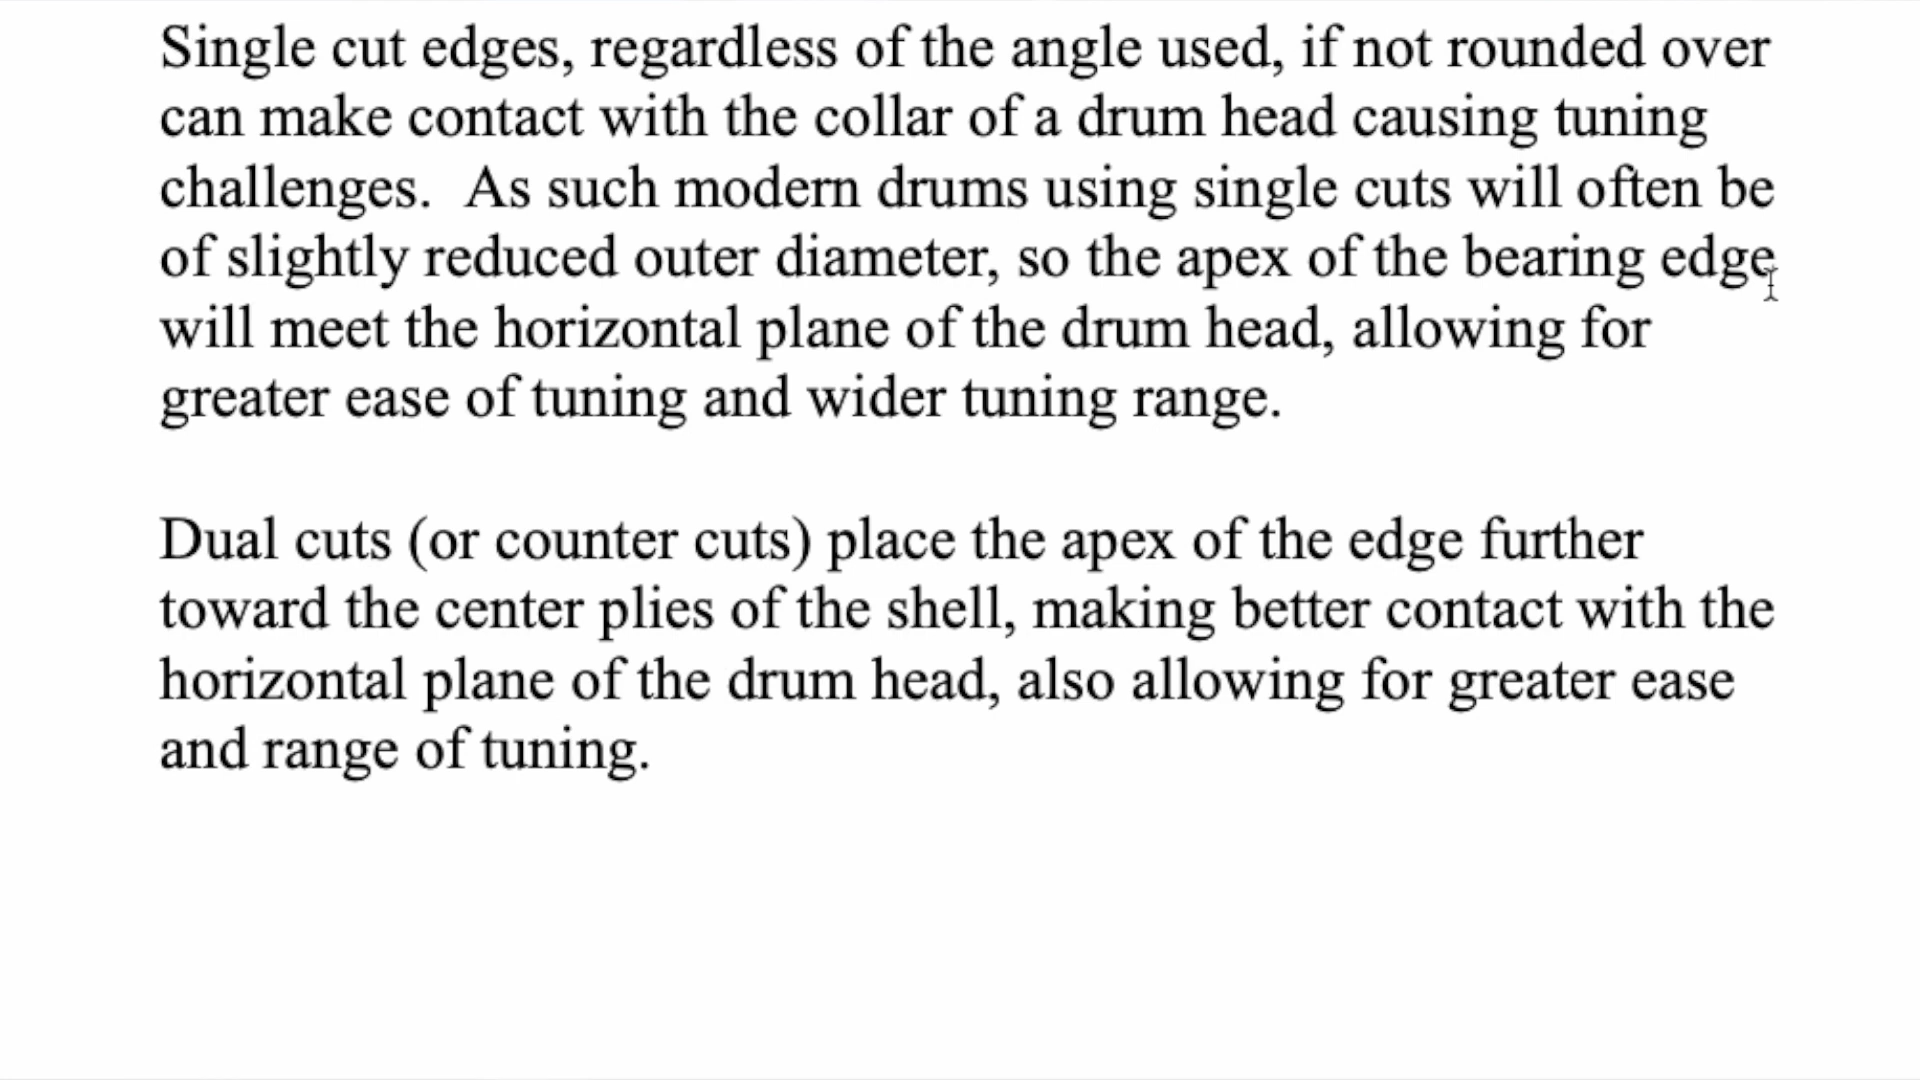 Single cut edges, regardless of the angle used, if not rounded over
can make contact with the collar of a drum head causing tuning
challenges.  As such modern drums using single cuts will often be
of slightly reduced outer diameter, so the apex of the bearing edge
will meet the horizontal plane of the drum head, allowing for
greater ease of tuning and wider tuning range.
Dual cuts (or counter cuts) place the apex of the edge further
toward the center plies of the shell, making better contact with the
horizontal plane of the drum head, also allowing for greater ease
and range of tuning.